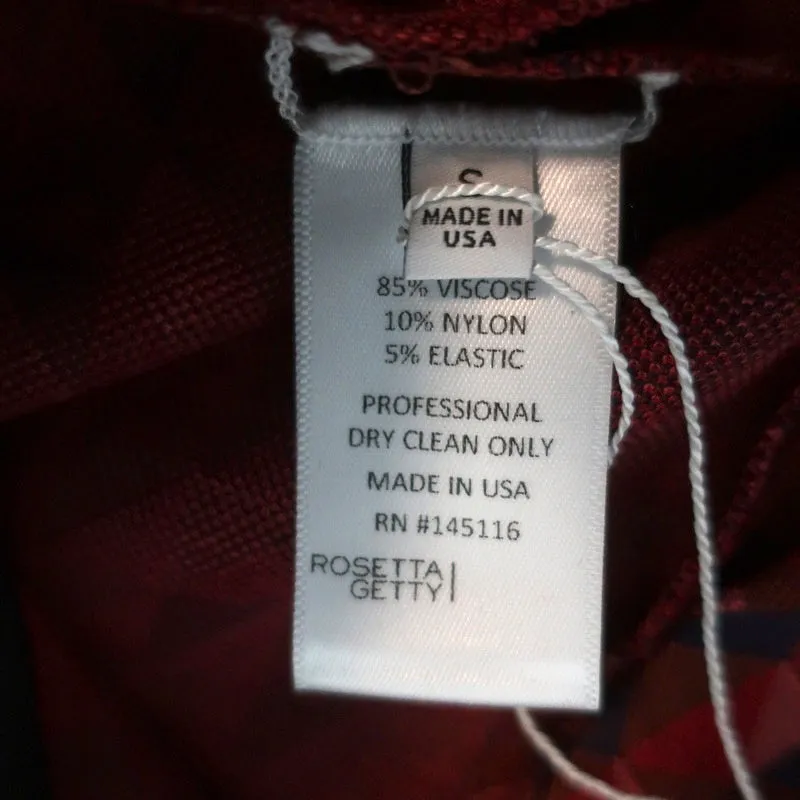 S
MADE IN
USA
85% VISCOSE
10% NYLON
5% ELASTIC
PROFESSIONAL
DRY CLEAN ONLY
MADE IN USA
RN #145116
ROSETTA
GETTY